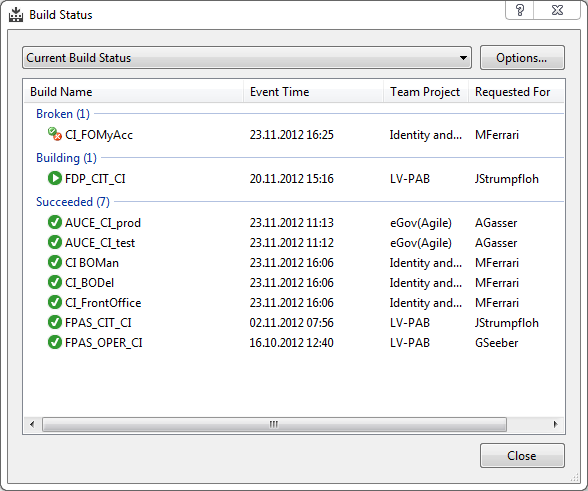 Build Status
Current Build Status
Options...
Build Name Event Time Team Project Requested For
Broken (1)
CI_FOMyAcc 23.11.2012 16:25 Identity and... MFerrari
Building (1)
FDP_CIT_CI 20.11.2012 15:16 LV-PAB JStrumpfloh
Succeeded (7)
AUCE_CI_prod 23.11.2012 11:13 eGov(Agile) AGasser
AUCE_CI_test 23.11.2012 11:12 eGov(Agile) AGasser
CI BOMan 23.11.2012 16:06 Identity and... MFerrari
CI_BODel 23.11.2012 16:06 Identity and... MFerrari
CI_FrontOffice 23.11.2012 16:06 Identity and... MFerrari
FPAS_CIT_CI 02.11.2012 07:56 LV-PAB JStrumpfloh
FPAS_OPER_CI 16.10.2012 12:40 LV-PAB GSeeber
Close